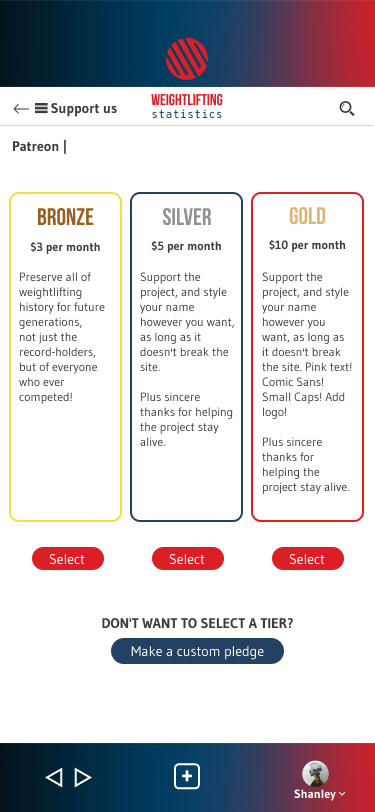 WEIGHTLIFTING
statistics
Support us
Patreon |
BRONZE
$3 per month
Preserve all of
weightlifting
history for future
generations,
not just the
record-holders,
but of everyone
who ever
competed!
SILVER
$5 per month
Support the
project, and style
your name
however you want,
as long as it
doesn't break the
site.
Plus sincere
thanks for helping
the project stay
alive.
GOLD
$10 per month
Support the
project, and style
your name
however you
want, as long as
it doesn't break
the site. Pink text!
Comic Sans!
Small Caps! Add
logo!
Plus sincere
thanks for
helping the
project stay alive.
Select
Select
Select
DON'T WANT TO SELECT A TIER?
Make a custom pledge
Shanley